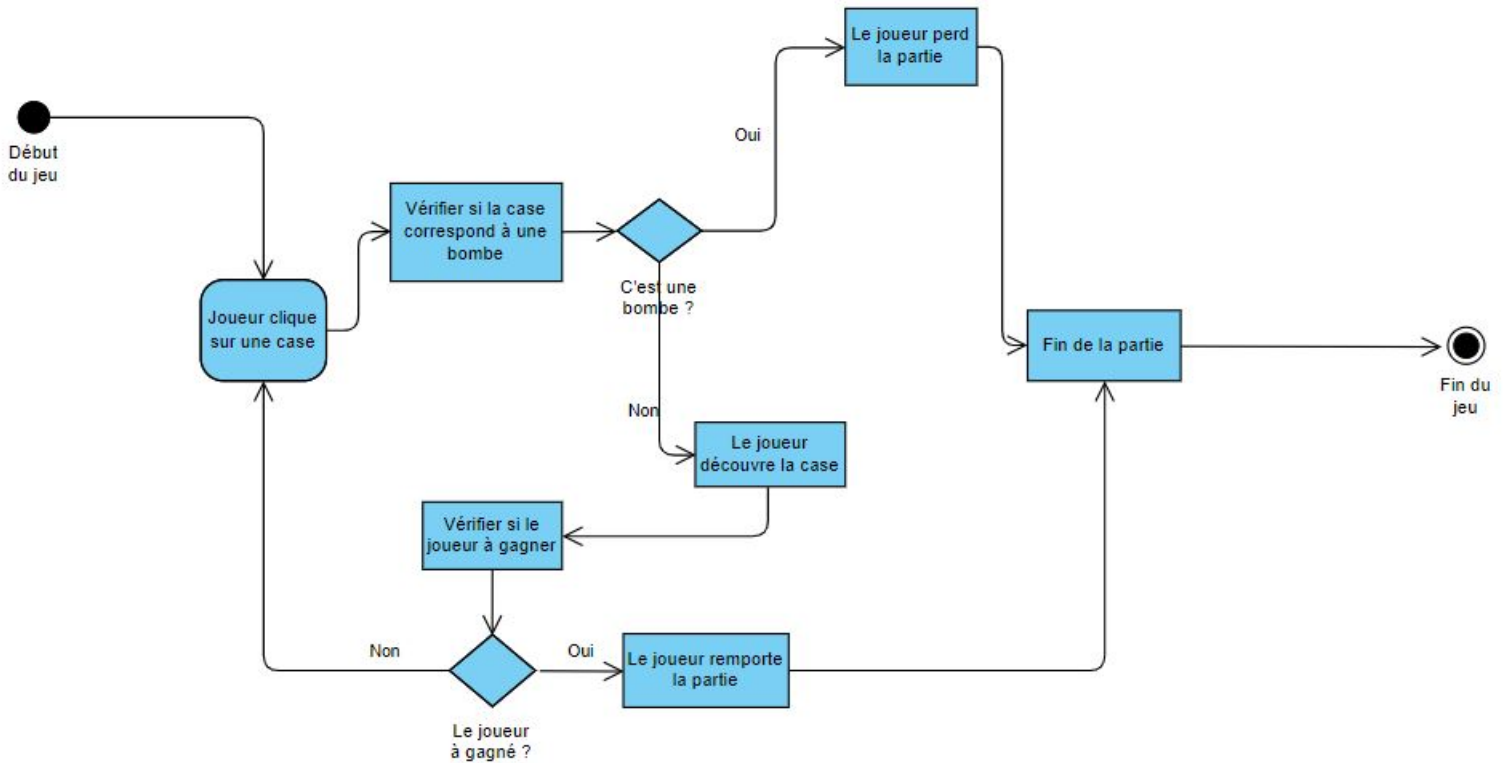 Début
du jeu
Joueur clique
sur une case
Vérifier si la case
correspond à une
bombe
C'est une
bombe ?
Oui
Le joueur perd
la partie
Non
Le joueur
découvre la case
Vérifier si le
joueur à gagner
Le joueur
à gagné ?
Non
Oui
Le joueur remporte
la partie
Fin de la partie
Fin du
jeu